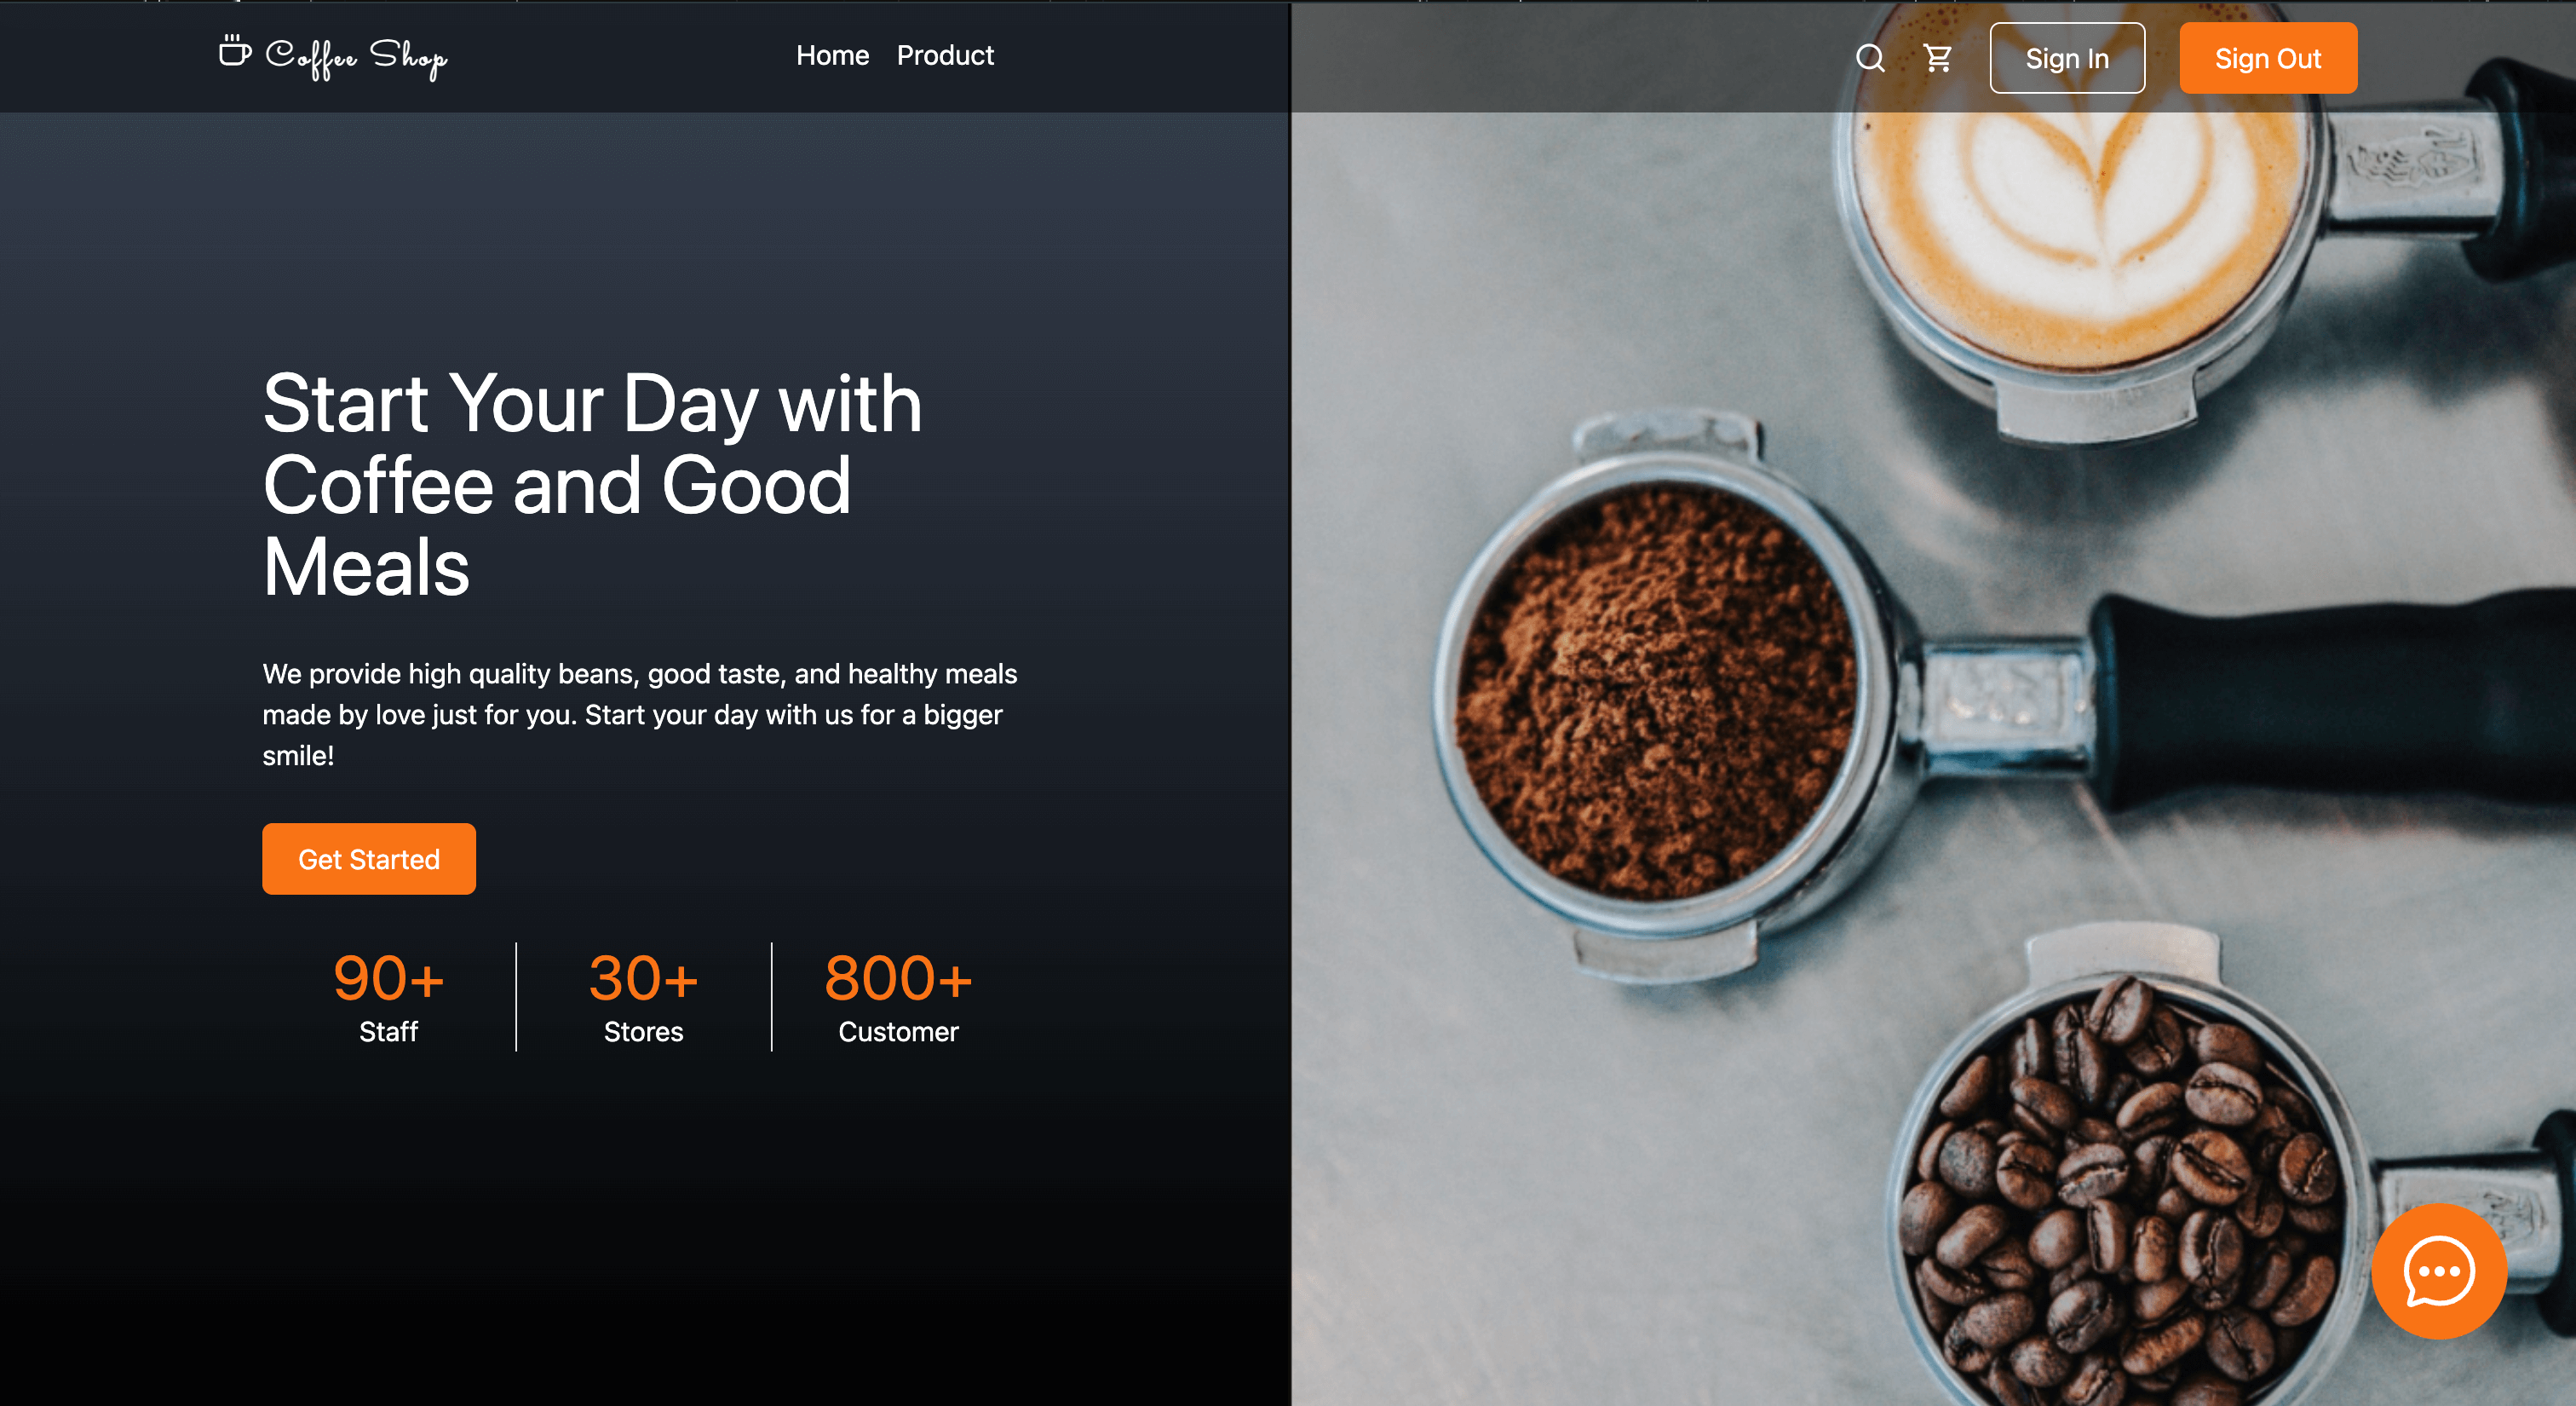 Coffee Shop
Home
Product
Sign In
Sign Out
Start Your Day with
Coffee and Good
Meals
We provide high quality beans, good taste, and healthy meals
made by love just for you. Start your day with us for a bigger
smile!
Get Started
90+
Staff
30+
Stores
800+
Customer